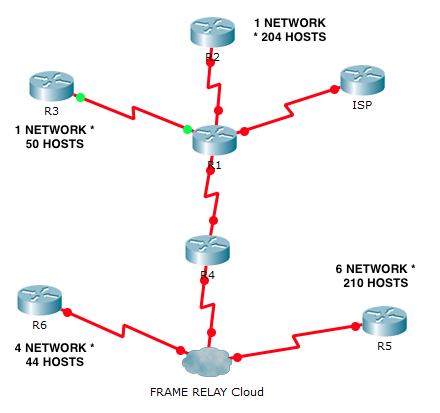 1 NETWORK
* 204 HOSTS
R2
ISP
R3
1 NETWORK *
50 HOSTS
R1
R4
6 NETWORK *
210 HOSTS
R6
R5
4 NETWORK *
44 HOSTS
FRAME RELAY Cloud